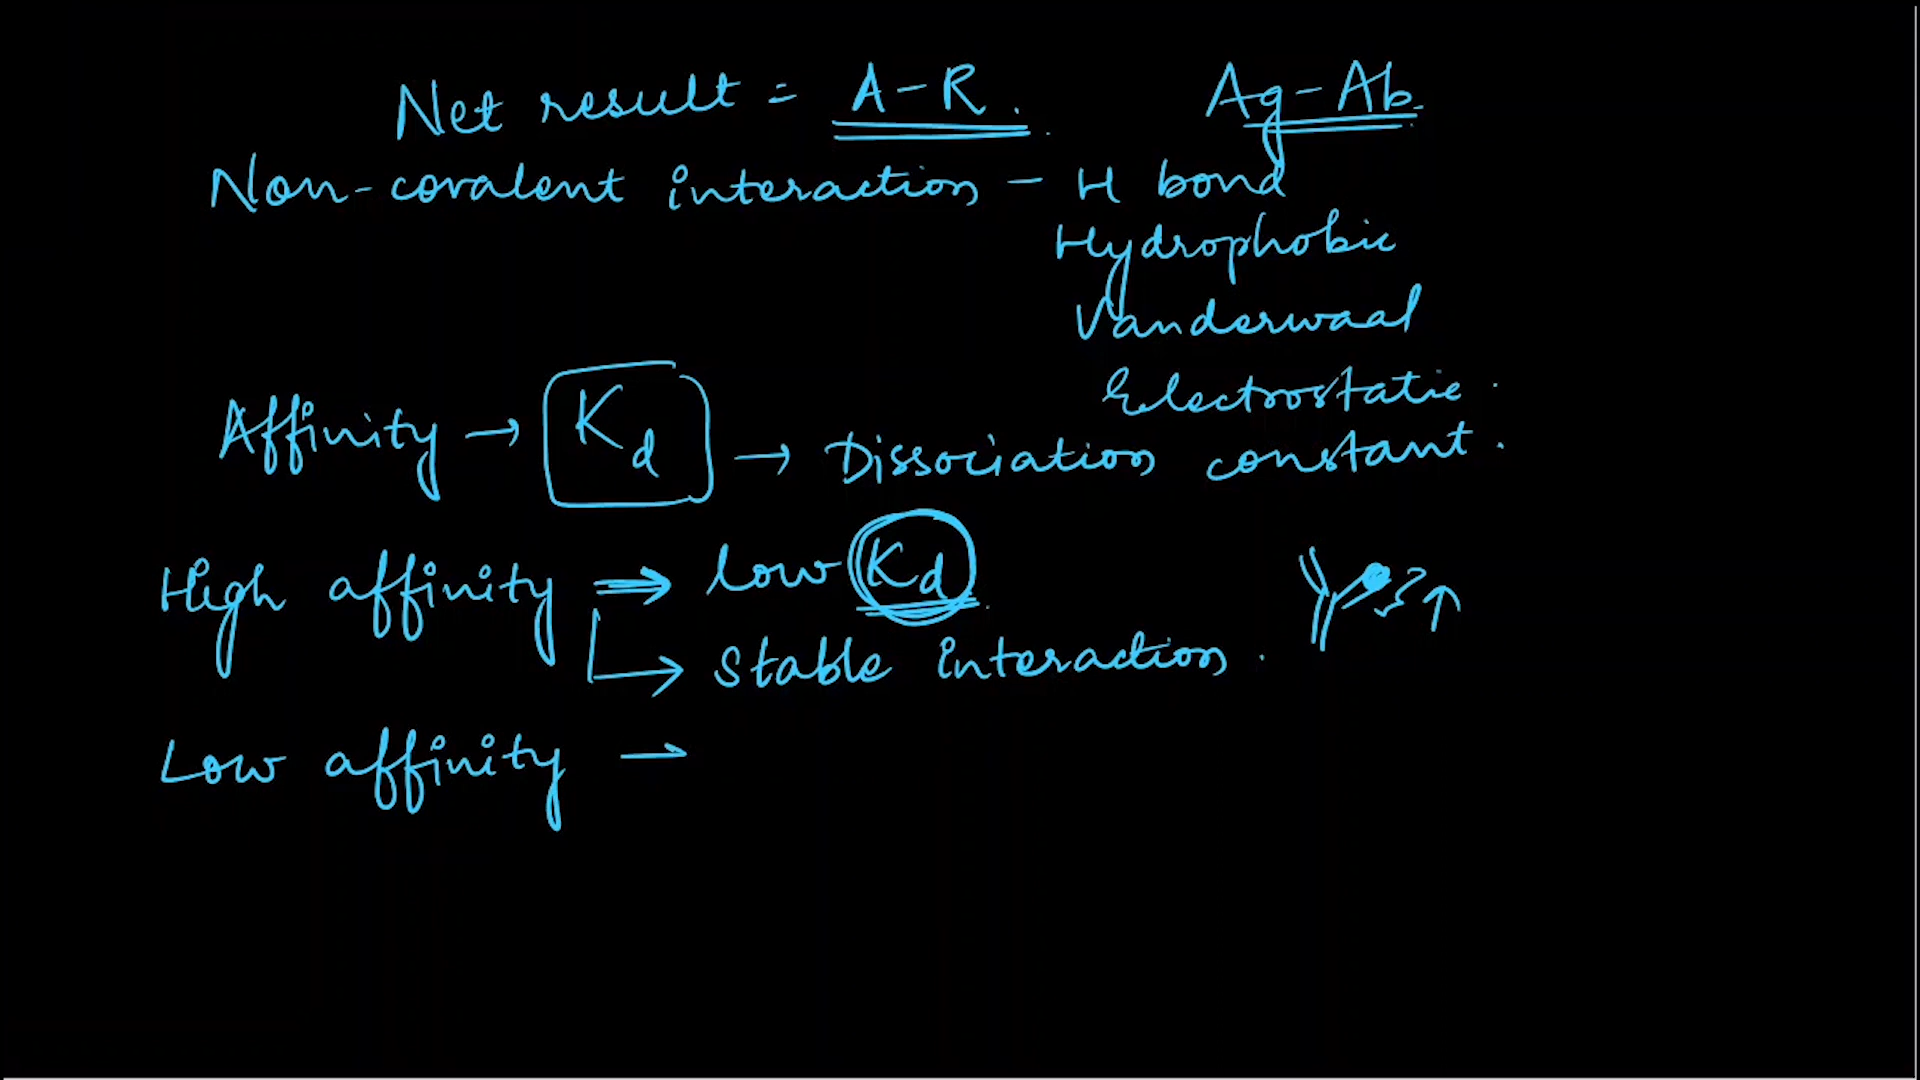 Net result = A-R. Ag-Ab.
Non-covalent interaction - H bond
Hydrophobic
Vanderwaal
Electrostatic.
Affinity → Kd → Dissociation constant.
High affinity ⇒ low Kd.
→ Stable interaction.
Low affinity →